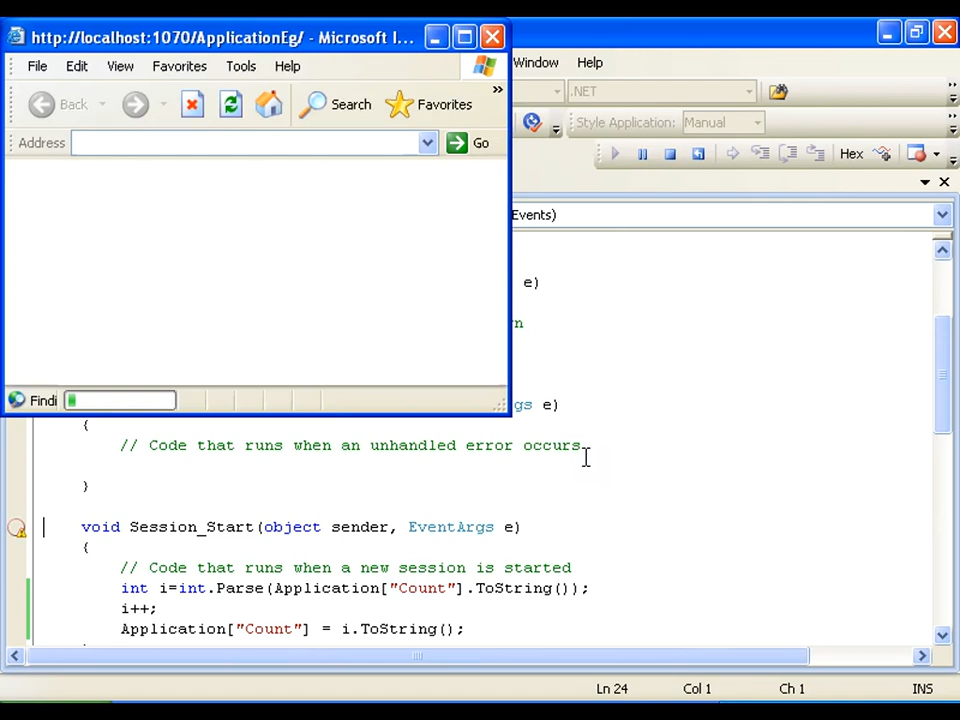 http://localhost:1070/ApplicationEg/ - Microsoft I...
File Edit View Favorites Tools Help
Back Search Favorites »
Address Go
Findi
Window Help
.NET
Style Application: Manual
Hex
Events)
e)
n
gs e)
{
// Code that runs when an unhandled error occurs
}
void Session_Start(object sender, EventArgs e)
{
// Code that runs when a new session is started
int i=int.Parse(Application["Count"].ToString());
i++;
Application["Count"] = i.ToString();
Ln 24 Col 1 Ch 1 INS